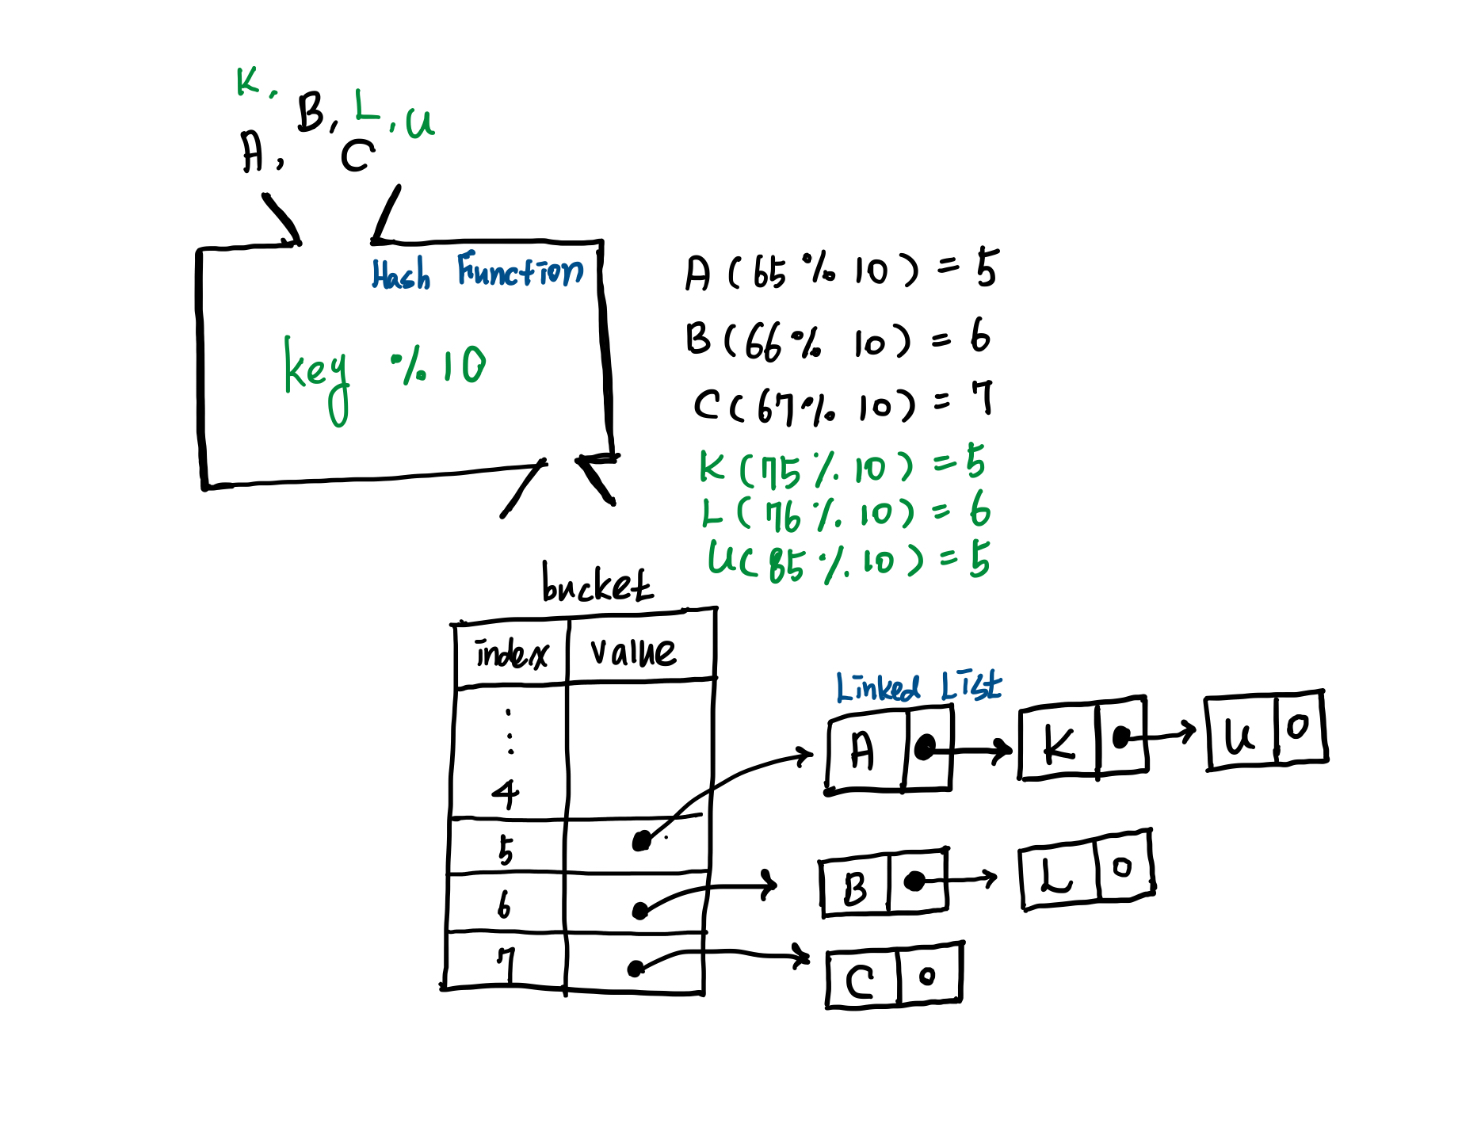 K.
B, L, U
A, C
Hash Function
key % 10
A (65 % 10) = 5
B (66 % 10) = 6
C (67 % 10) = 7
K (75 % 10) = 5
L (76 % 10) = 6
U (85 % 10) = 5
bucket
index value
4
5
6
7
Linked List
A K U 0
B L 0
C 0